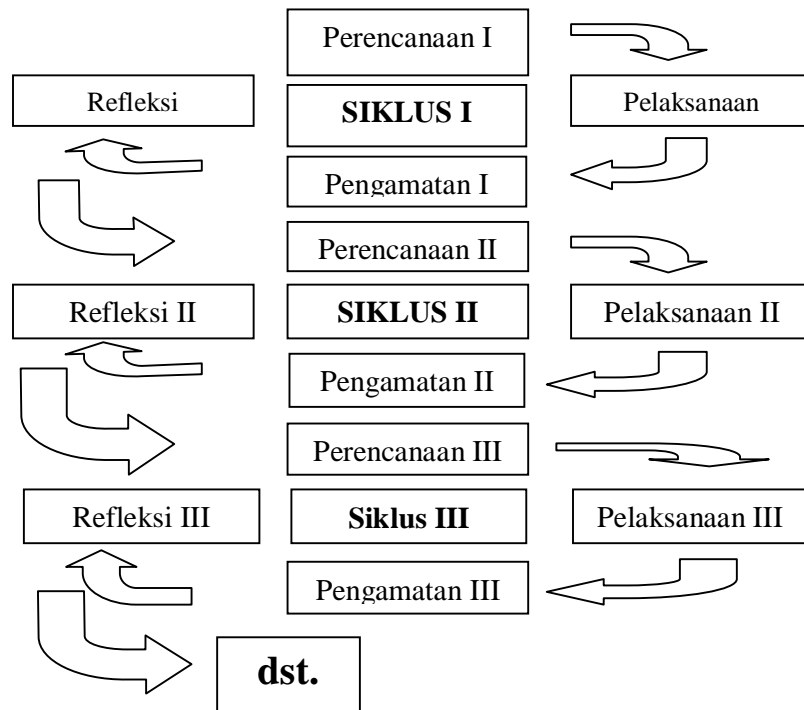 Perencanaan I
Refleksi
SIKLUS I
Pelaksanaan
Pengamatan I
Perencanaan II
Refleksi II
SIKLUS II
Pelaksanaan II
Pengamatan II
Perencanaan III
Refleksi III
Siklus III
Pelaksanaan III
Pengamatan III
dst.